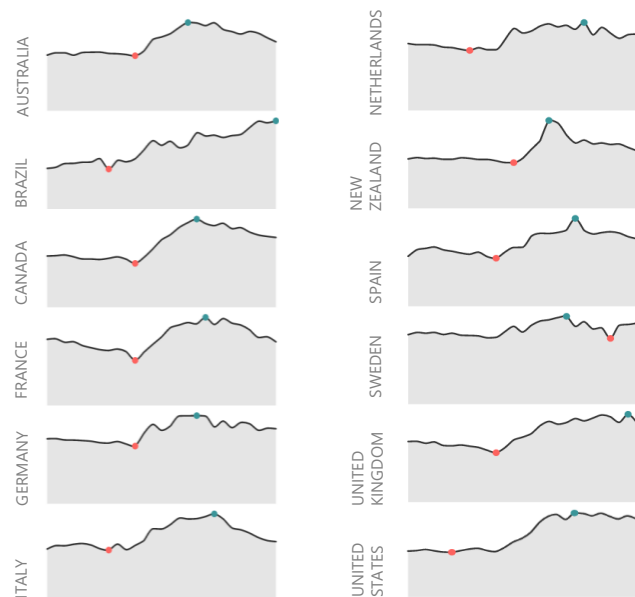 AUSTRALIA
BRAZIL
CANADA
FRANCE
GERMANY
ITALY
NETHERLANDS
NEW
ZEALAND
SPAIN
SWEDEN
UNITED
KINGDOM
UNITED
STATES